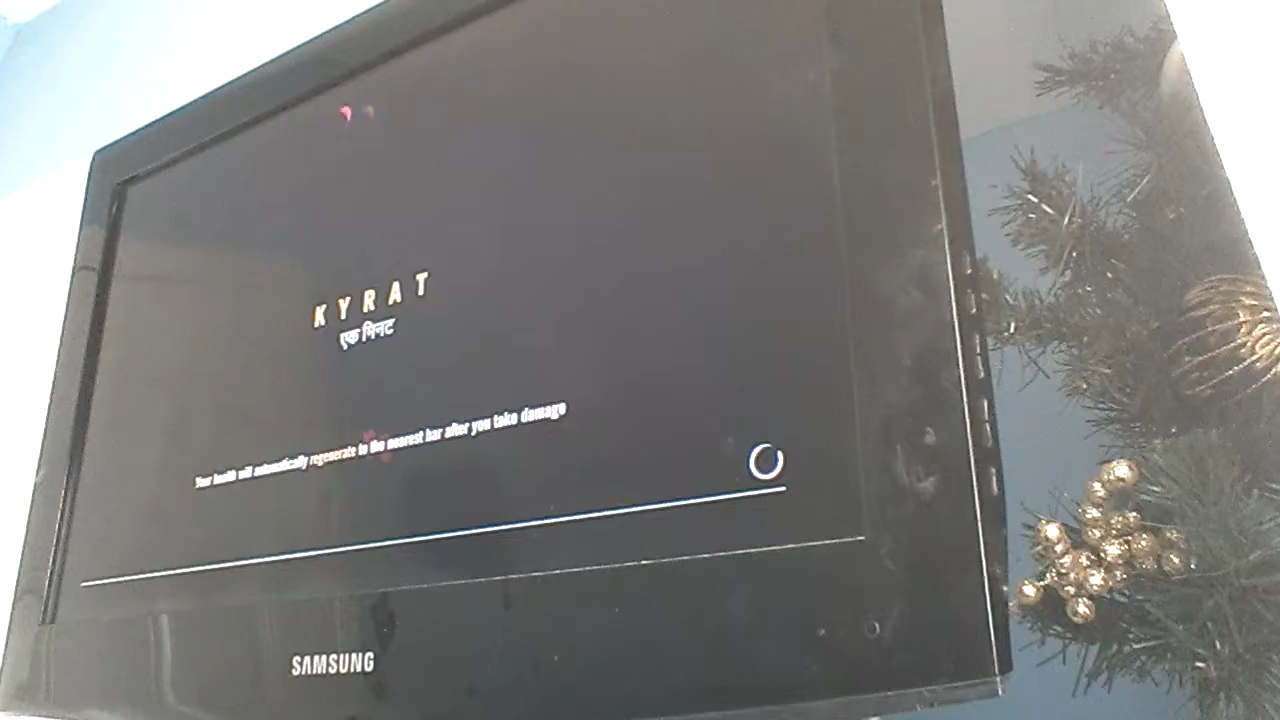 KYRAT
एक मिनट
Your health will automatically regenerate to the nearest bar after you take damage
SAMSUNG